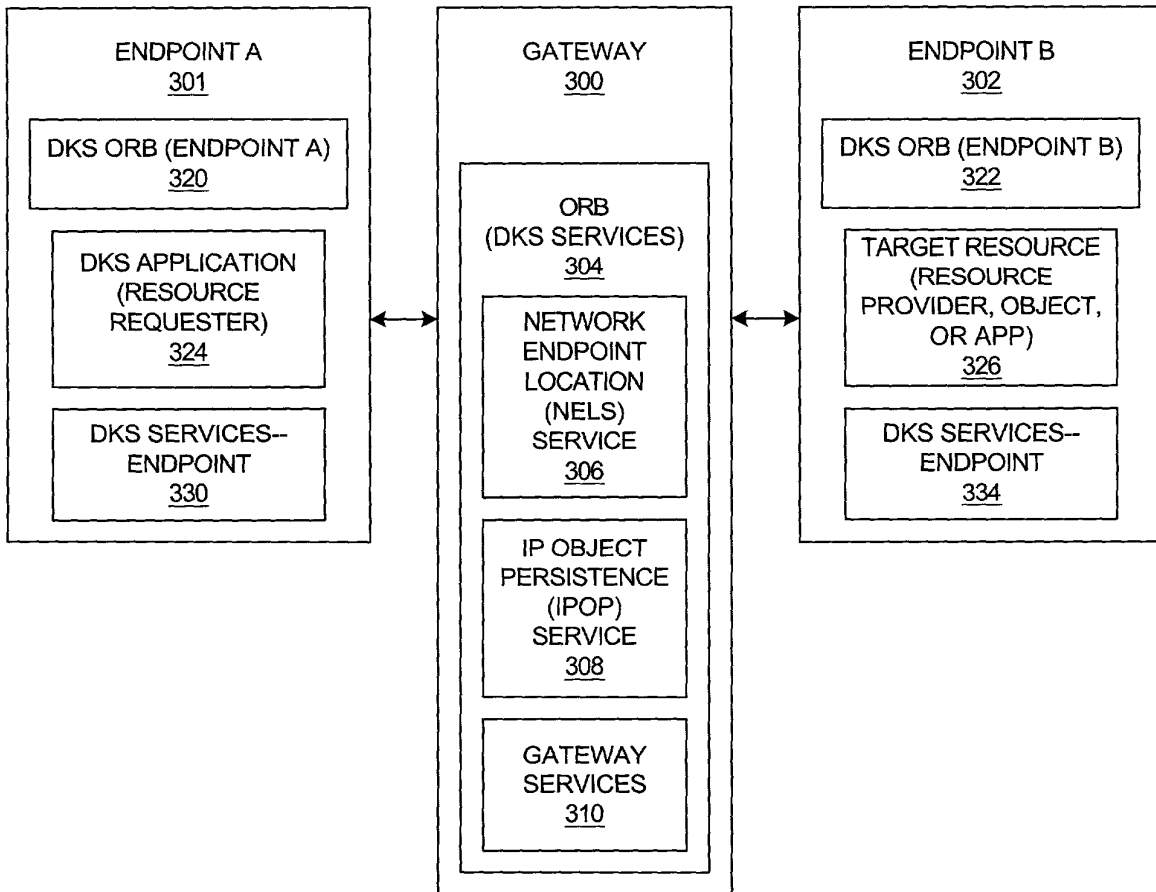 ENDPOINT A
301
DKS ORB (ENDPOINT A)
320
DKS APPLICATION
(RESOURCE
REQUESTER)
324
DKS SERVICES--
ENDPOINT
330
GATEWAY
300
ORB
(DKS SERVICES)
304
NETWORK
ENDPOINT
LOCATION
(NELS)
SERVICE
306
IP OBJECT
PERSISTENCE
(IPOP)
SERVICE
308
GATEWAY
SERVICES
310
ENDPOINT B
302
DKS ORB (ENDPOINT B)
322
TARGET RESOURCE
(RESOURCE
PROVIDER, OBJECT,
OR APP)
326
DKS SERVICES--
ENDPOINT
334